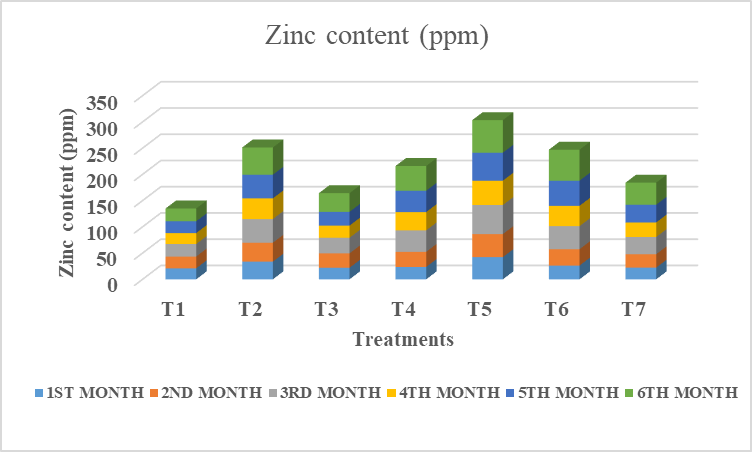 Zinc content (ppm)
Zinc content (ppm)
350
300
250
200
150
100
50
0
T1 T2 T3 T4 T5 T6 T7
Treatments
1ST MONTH 2ND MONTH 3RD MONTH 4TH MONTH 5TH MONTH 6TH MONTH